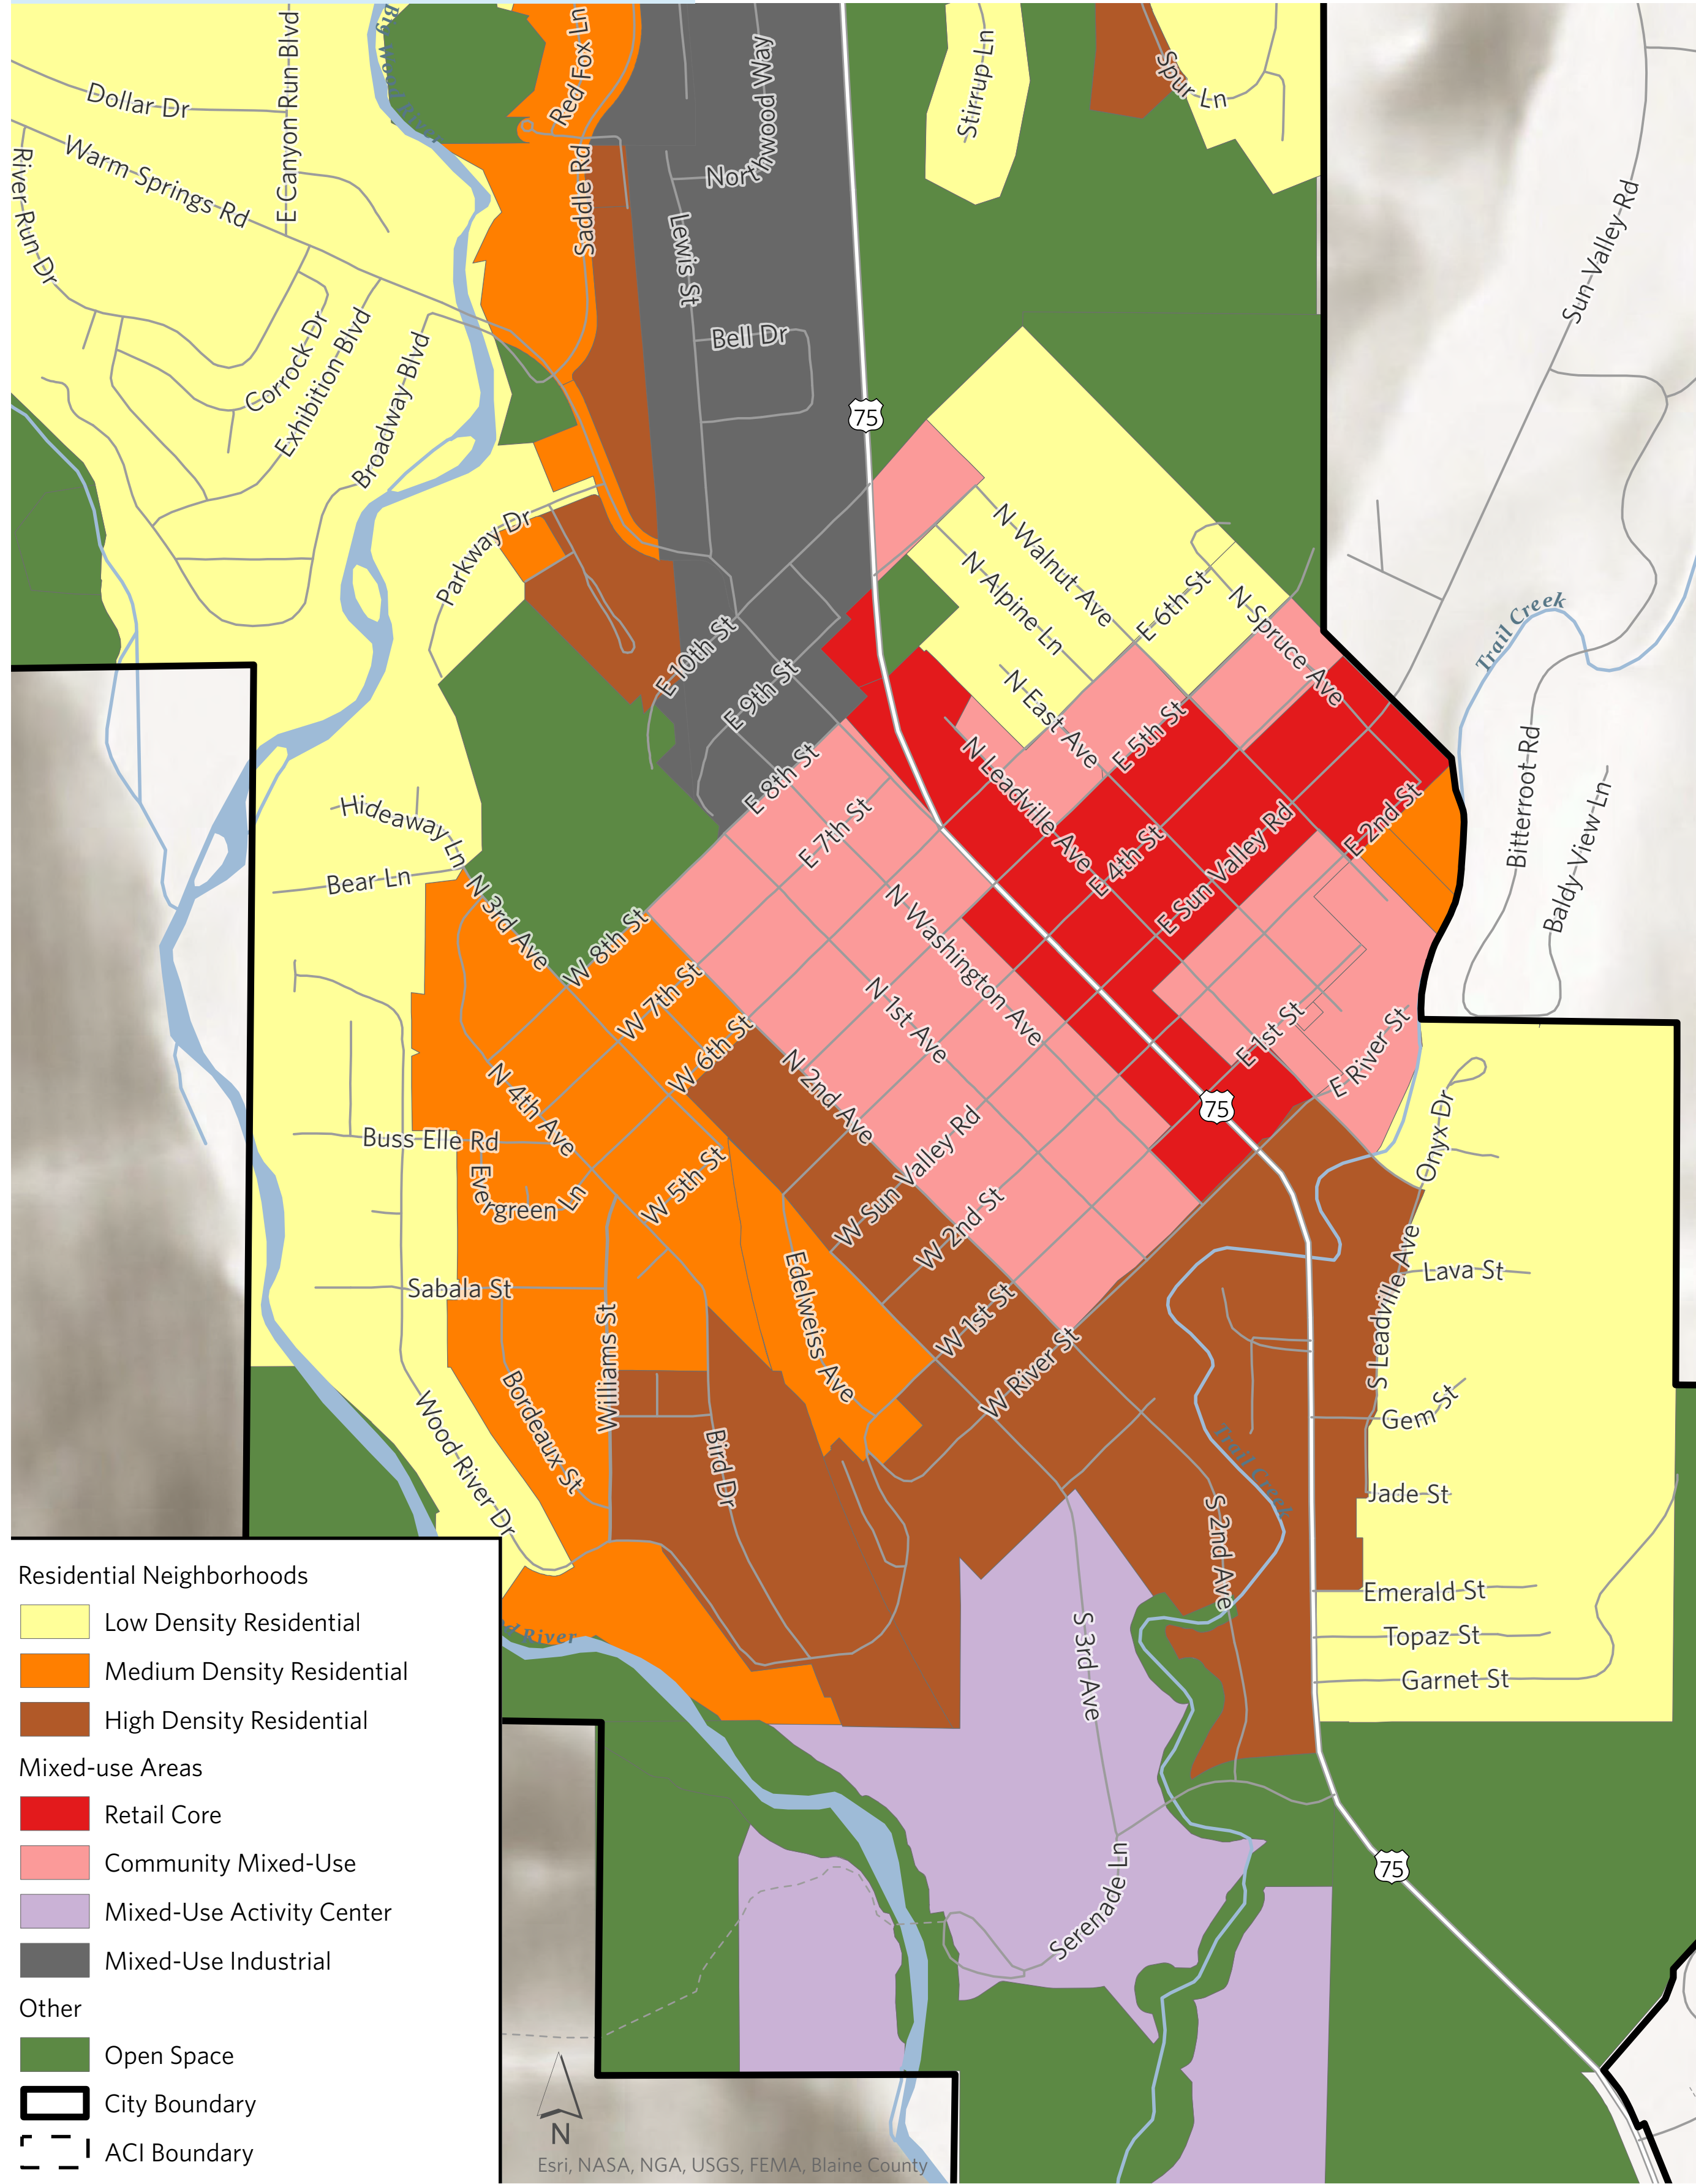 Big Wood River
Dollar Dr
E Canyon Run Blvd
Red Fox Ln
Northwood Way
Stirrup Ln
Spur Ln
Warm Springs Rd
River Run Dr
Saddle Rd
Lewis St
Sun Valley Rd
Corrock Dr
Exhibition Blvd
Broadway Blvd
Bell Dr
75
Parkway Dr
N Walnut Ave
N Alpine Ln
E 6th St
N Spruce Ave
Trail Creek
E 10th St
E 9th St
N East Ave
E 5th St
E 8th St
N Leadville Ave
E 7th St
E 4th St
E Sun Valley Rd
E 2nd St
Bitterroot Rd
Baldy View Ln
Hideaway Ln
Bear Ln
N 3rd Ave
W 8th St
N Washington Ave
W 7th St
N 1st Ave
W 6th St
E 1st St
E River St
N 2nd Ave
75
N 4th Ave
Buss Elle Rd
Onyx Dr
Evergreen Ln
W 5th St
W Sun Valley Rd
W 2nd St
Edelweiss Ave
Sabala St
Williams St
W 1st St
S Leadville Ave
Lava St
W River St
Bordeaux St
Gem St
Wood River Dr
Bird Dr
Trail Creek
Jade St
S 2nd Ave
Emerald St
Topaz St
S 3rd Ave
Garnet St
d River
75
Serenade Ln
Residential Neighborhoods
Low Density Residential
Medium Density Residential
High Density Residential
Mixed-use Areas
Retail Core
Community Mixed-Use
Mixed-Use Activity Center
Mixed-Use Industrial
Other
Open Space
City Boundary
ACI Boundary
N
Esri, NASA, NGA, USGS, FEMA, Blaine County